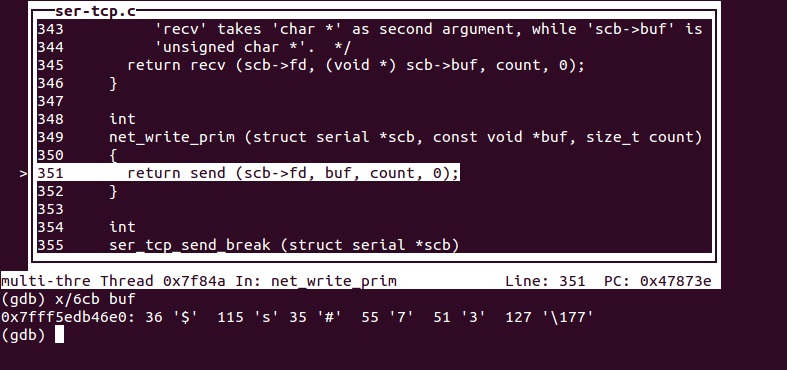 ser-tcp.c
343 'recv' takes 'char *' as second argument, while 'scb->buf' is
344 'unsigned char *'.  */
345 return recv (scb->fd, (void *) scb->buf, count, 0);
346 }
347
348 int
349 net_write_prim (struct serial *scb, const void *buf, size_t count)
350 {
>351 return send (scb->fd, buf, count, 0);
352 }
353
354 int
355 ser_tcp_send_break (struct serial *scb)
multi-thre Thread 0x7f84a In: net_write_prim Line: 351 PC: 0x47873e
(gdb) x/6cb buf
0x7fff5edb46e0: 36 '$' 115 's' 35 '#' 55 '7' 51 '3' 127 '\177'
(gdb)